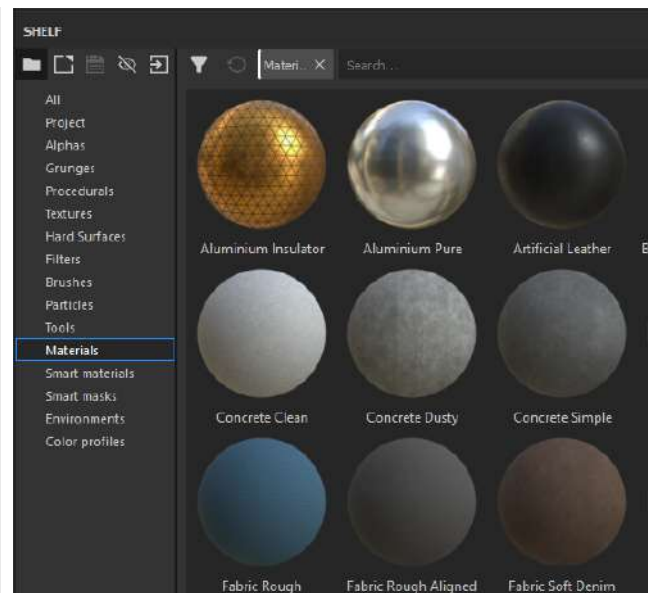 SHELF
Materi.. ×
Search...
All
Project
Alphas
Grunges
Procedurals
Textures
Hard Surfaces
Filters
Brushes
Particles
Tools
Materials
Smart materials
Smart masks
Environments
Color profiles
Aluminium Insulator
Aluminium Pure
Artificial Leather
Concrete Clean
Concrete Dusty
Concrete Simple
Fabric Rough
Fabric Rough Aligned
Fabric Soft Denim